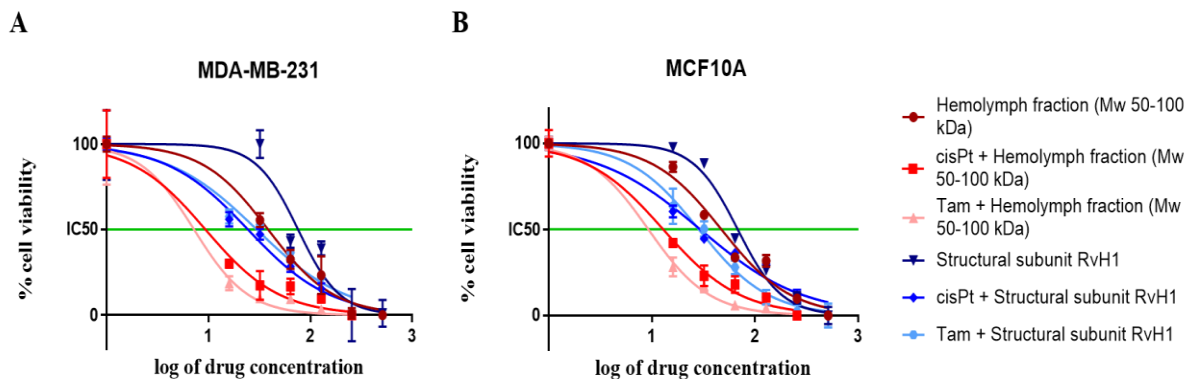 A
MDA-MB-231
% cell viability
100
IC50
0
1
2
3
log of drug concentration
B
MCF10A
% cell viability
100
IC50
0
1
2
3
log of drug concentration
Hemolymph fraction (Mw 50-100
kDa)
cisPt + Hemolymph fraction (Mw
50-100 kDa)
Tam + Hemolymph fraction (Mw
50-100 kDa)
Structural subunit RvH1
cisPt + Structural subunit RvH1
Tam + Structural subunit RvH1